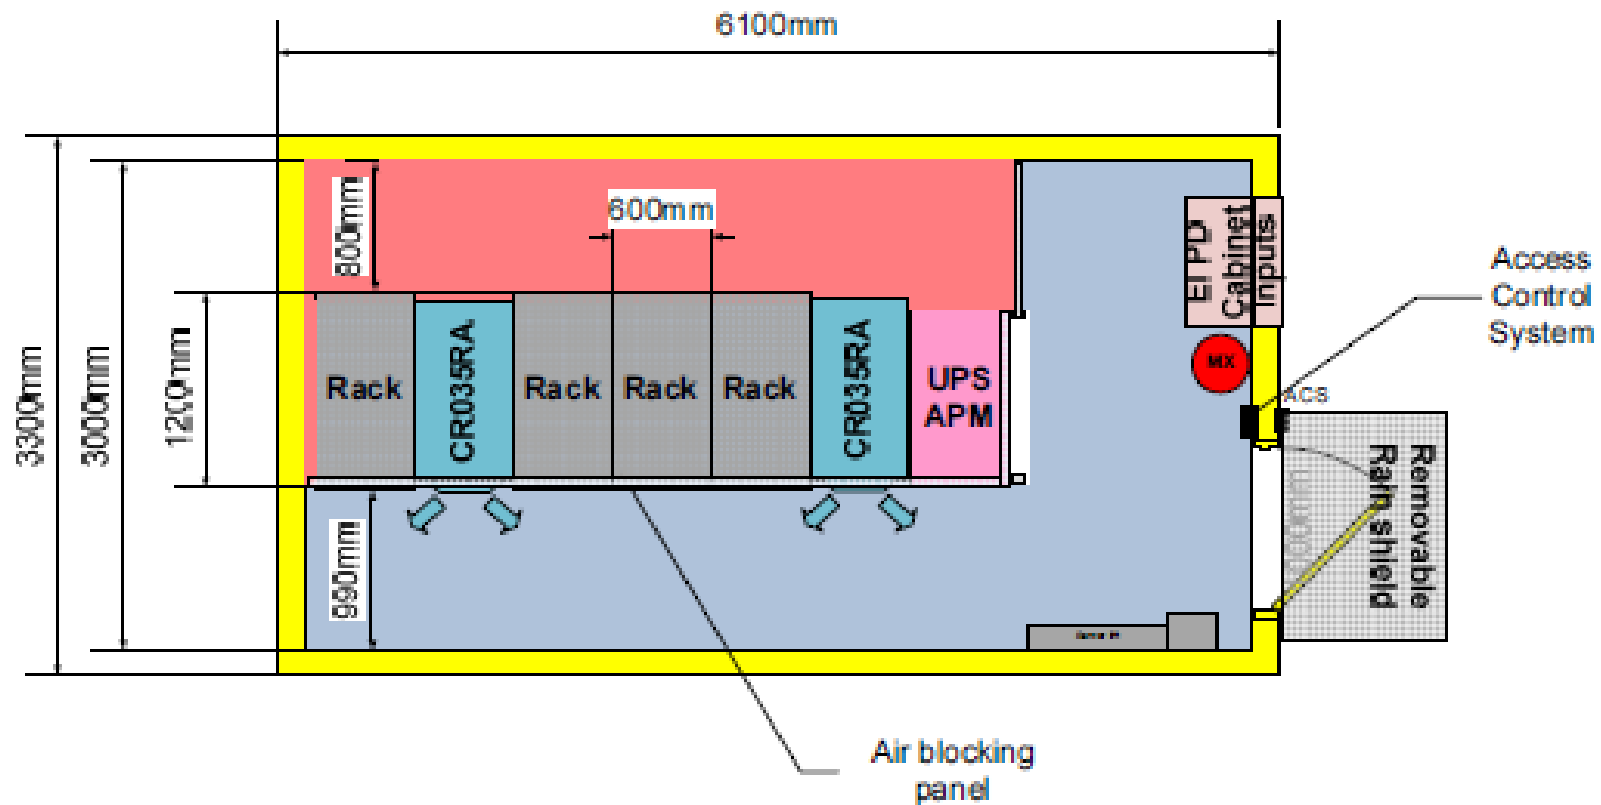 6100mm
3300mm
3000mm
1200mm
800mm
600mm
990mm
Rack
CR035RA
Rack
Rack
Rack
CR035RA
UPS
APM
Cabinet
Inputs
MX
ACS
Access
Control
System
Removable
Rain shield
Air blocking
panel